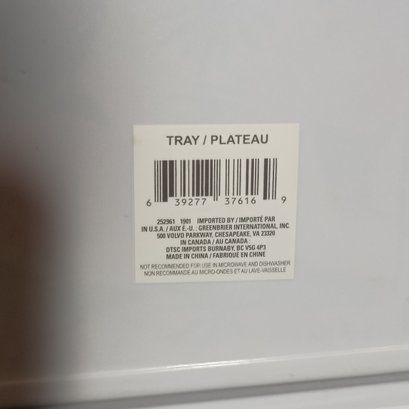 TRAY / PLATEAU
6 39277 37616 9
252961 1901 IMPORTED BY / IMPORTÉ PAR
IN U.S.A. / AUX É.-U. : GREENBRIER INTERNATIONAL, INC.
500 VOLVO PARKWAY, CHESAPEAKE, VA 23320
IN CANADA / AU CANADA :
DTSC IMPORTS BURNABY, BC V5G 4P3
MADE IN CHINA / FABRIQUÉ EN CHINE
NOT RECOMMENDED FOR USE IN MICROWAVE AND DISHWASHER
NON RECOMMANDÉ AU MICRO-ONDES ET AU LAVE-VAISSELLE